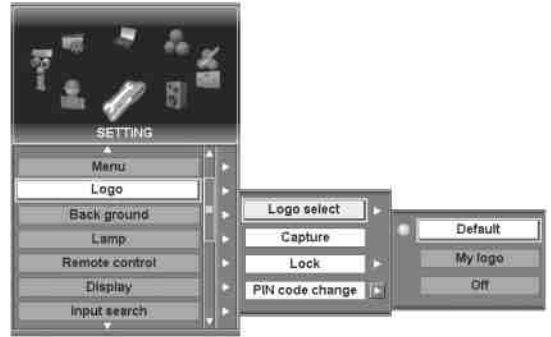 SETTING
Menu
Logo
Back ground
Lamp
Remote control
Display
Input search
Logo select
Capture
Lock
PIN code change
Default
My logo
Off